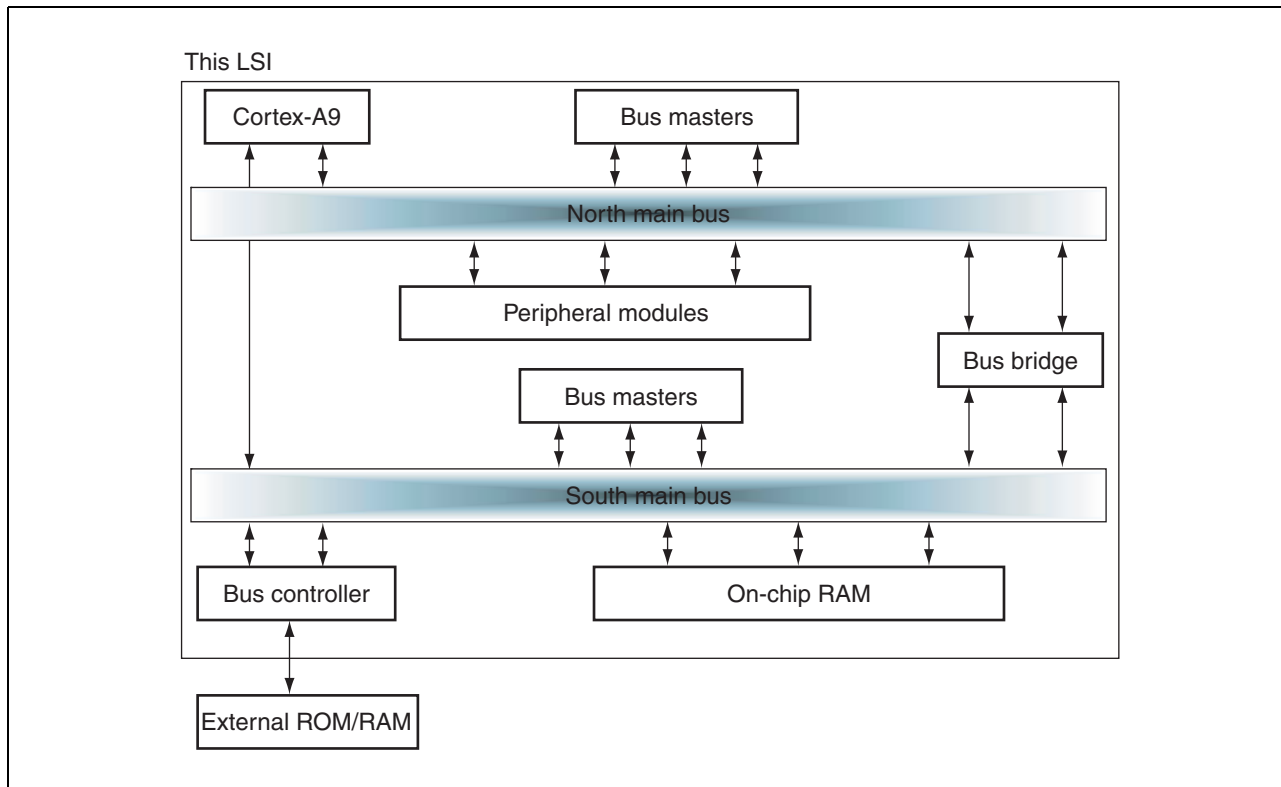 This LSI
Cortex-A9
Bus masters
North main bus
Peripheral modules
Bus bridge
Bus masters
South main bus
Bus controller
On-chip RAM
External ROM/RAM